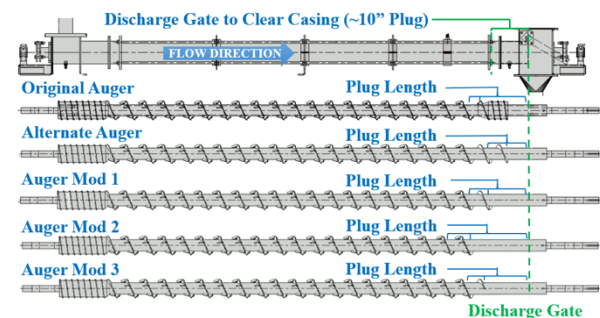 Discharge Gate to Clear Casing (~10” Plug)
FLOW DIRECTION
Original Auger
Plug Length
Alternate Auger
Plug Length
Auger Mod 1
Plug Length
Auger Mod 2
Plug Length
Auger Mod 3
Plug Length
Discharge Gate